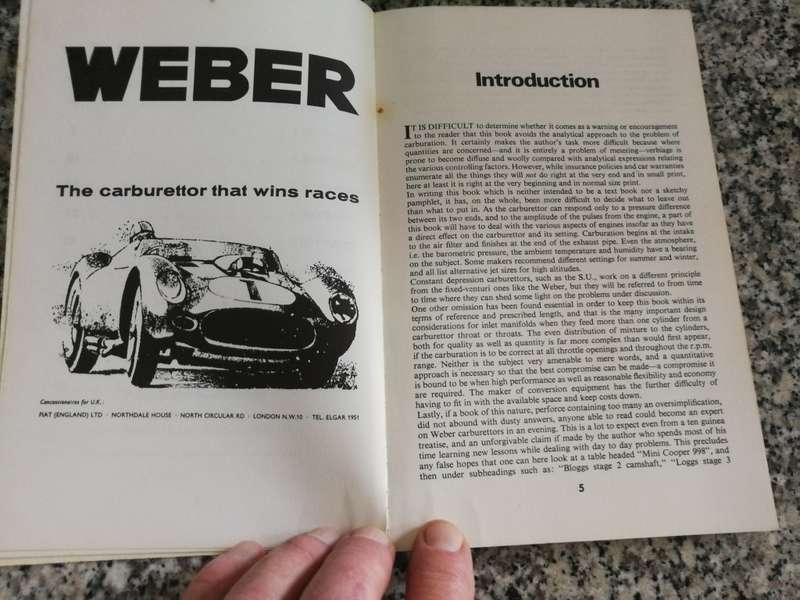 WEBER
The carburettor that wins races
Concessionaires for U.K.:
FIAT (ENGLAND) LTD · NORTHDALE HOUSE · NORTH CIRCULAR RD · LONDON N.W.10 · TEL. ELGAR 1951
Introduction
IT IS DIFFICULT to determine whether it comes as a warning or encouragement
to the reader that this book avoids the analytical approach to the problem of
carburation. It certainly makes the author's task more difficult because where
quantities are concerned—and it is entirely a problem of metering—verbiage is
prone to become diffuse and woolly compared with analytical expressions relating
the various controlling factors. However, while insurance policies and car warranties
enumerate all the things they will not do right at the very end and in small print,
here at least it is right at the very beginning and in normal size print.
In writing this book which is neither intended to be a text book nor a sketchy
pamphlet, it has, on the whole, been more difficult to decide what to leave out
than what to put in. As the carburettor can respond only to a pressure difference
between its two ends, and to the amplitude of the pulses from the engine, a part of
this book will have to deal with the various aspects of engines insofar as they have
a direct effect on the carburettor and its setting. Carburation begins at the intake
to the air filter and finishes at the end of the exhaust pipe. Even the atmosphere,
i.e. the barometric pressure, the ambient temperature and humidity have a bearing
on the subject. Some makers recommend different settings for summer and winter,
and all list alternative jet sizes for high altitudes.
Constant depression carburettors, such as the S.U., work on a different principle
from the fixed-venturi ones like the Weber, but they will be referred to from time
to time where they can shed some light on the problems under discussion.
One other omission has been found essential in order to keep this book within its
terms of reference and prescribed length, and that is the many important design
considerations for inlet manifolds when they feed more than one cylinder from a
carburettor throat or throats. The even distribution of mixture to the cylinders,
both for quality as well as quantity is far more complex than would first appear,
if the carburation is to be correct at all throttle openings and throughout the r.p.m.
range. Neither is the subject very amenable to mere words, and a quantitative
approach is necessary so that the best compromise can be made—a compromise it
is bound to be when high performance as well as reasonable flexibility and economy
are required. The maker of conversion equipment has the further difficulty of
having to fit in with the available space and keep costs down.
Lastly, if a book of this nature, perforce containing too many an oversimplification,
did not abound with dusty answers, anyone able to read could become an expert
on Weber carburettors in an evening. This is a lot to expect even from a ten guinea
treatise, and an unforgivable claim if made by the author who spends most of his
time learning new lessons while dealing with day to day problems. This precludes
any false hopes that one can here look at a table headed "Mini Cooper 998", and
then under subheadings such as: "Bloggs stage 2 camshaft," "Loggs stage 3
5